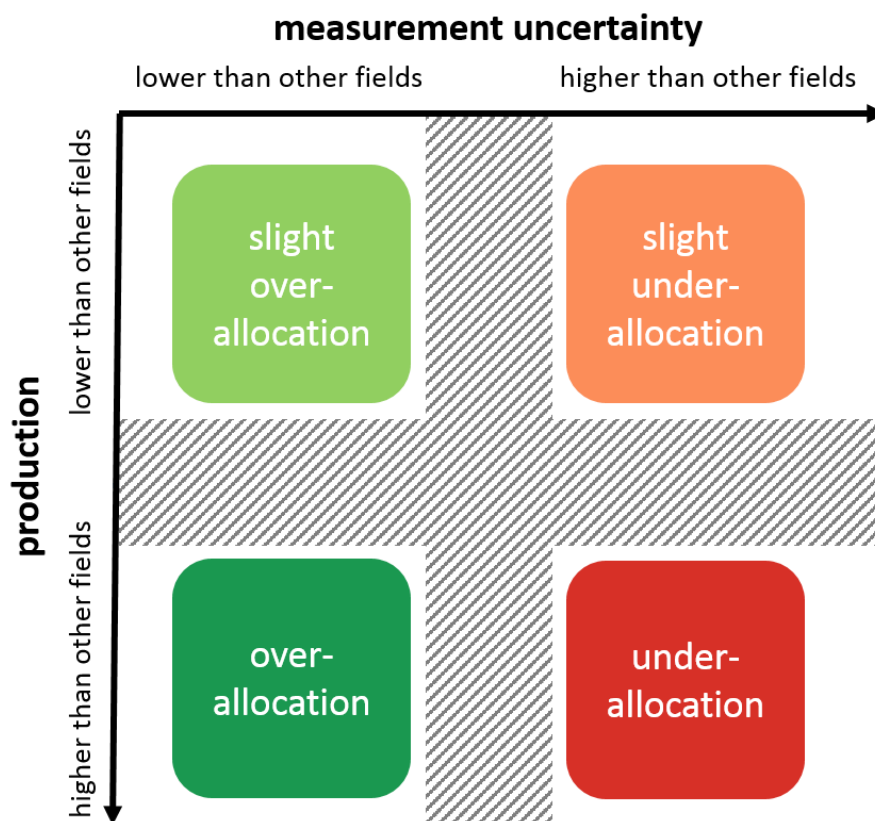 measurement uncertainty
lower than other fields
higher than other fields
production
lower than other fields
higher than other fields
slight
over-
allocation
slight
under-
allocation
over-
allocation
under-
allocation